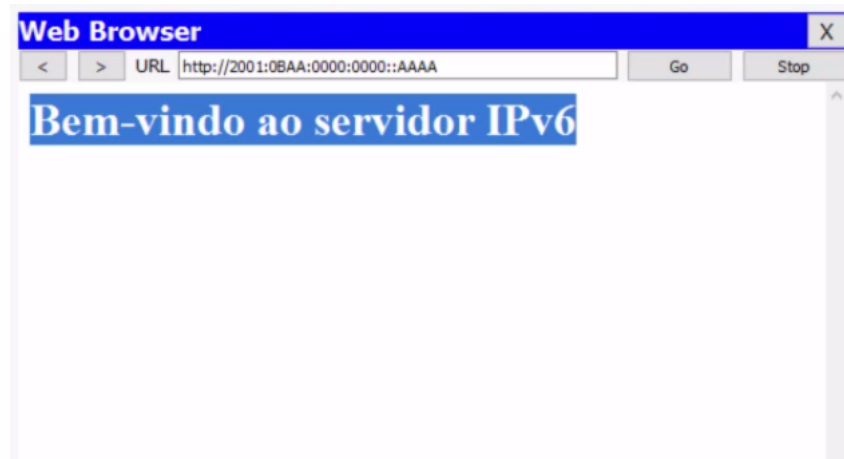 Web Browser X
< > URL http://2001:0BAA:0000:0000::AAAA Go Stop
Bem-vindo ao servidor IPv6